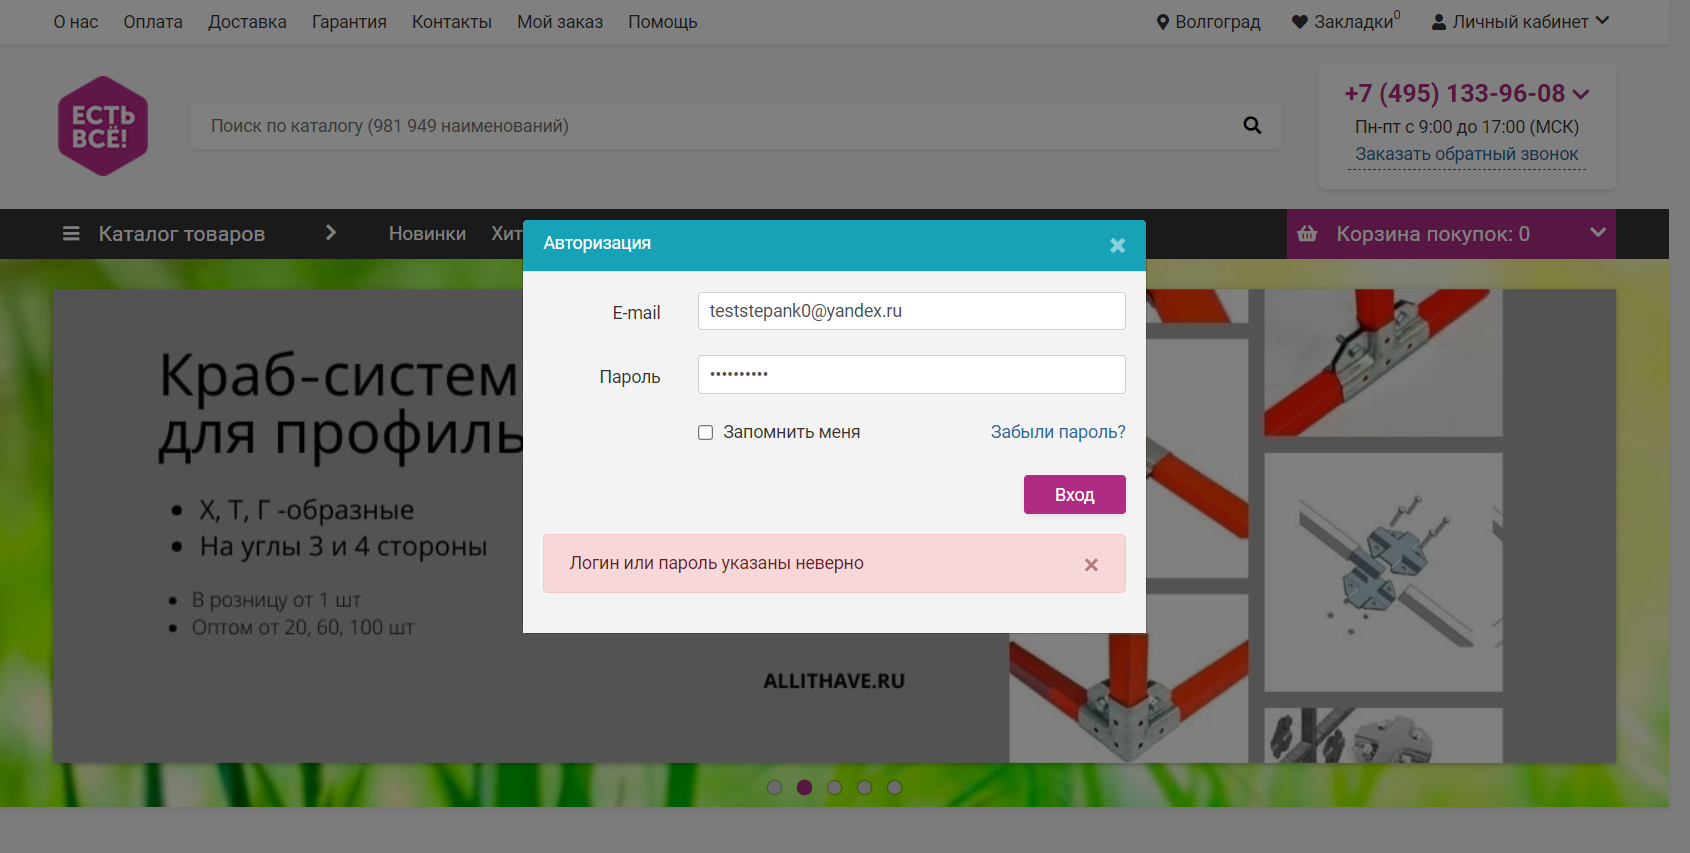 О нас Оплата Доставка Гарантия Контакты Мой заказ Помощь Волгоград Закладки0 Личный кабинет
ЕСТЬ
ВСЁ!
Поиск по каталогу (981 949 наименований)
+7 (495) 133-96-08
Пн-пт с 9:00 до 17:00 (МСК)
Заказать обратный звонок
Каталог товаров Новинки Хит Корзина покупок: 0
Авторизация
E-mail teststepank0@yandex.ru
Пароль ••••••••••
Запомнить меня Забыли пароль?
Вход
Логин или пароль указаны неверно
Краб-систем
для профиль
• Х, Т, Г -образные
• На углы 3 и 4 стороны
• В розницу от 1 шт
• Оптом от 20, 60, 100 шт
ALLITHAVE.RU